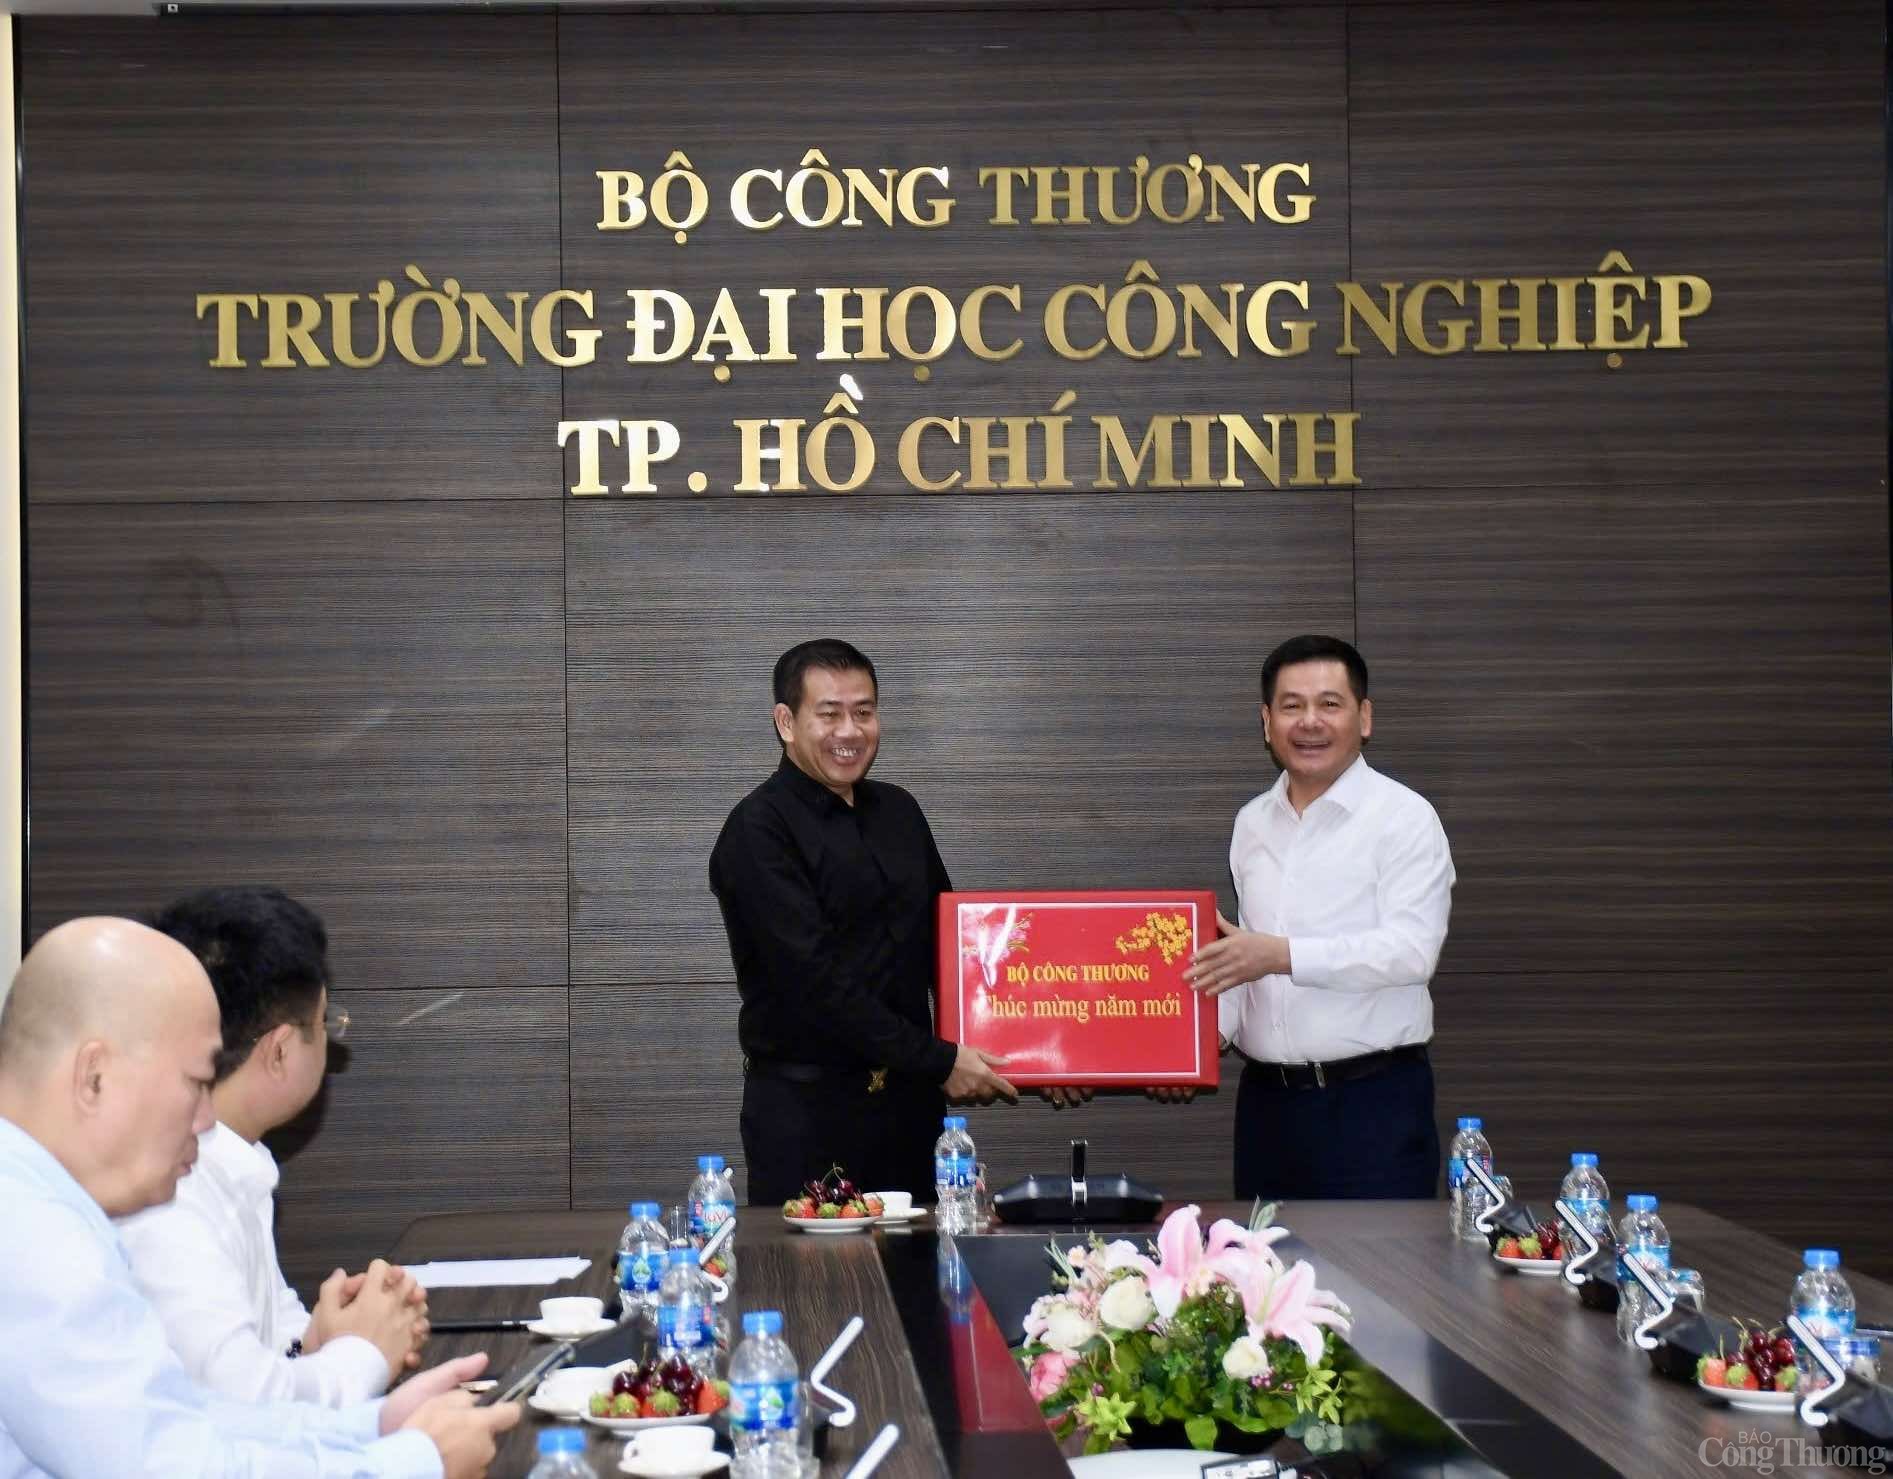 BỘ CÔNG THƯƠNG
TRƯỜNG ĐẠI HỌC CÔNG NGHIỆP
TP. HỒ CHÍ MINH
BỘ CÔNG THƯƠNG
Chúc mừng năm mới
BÁO
Công Thương